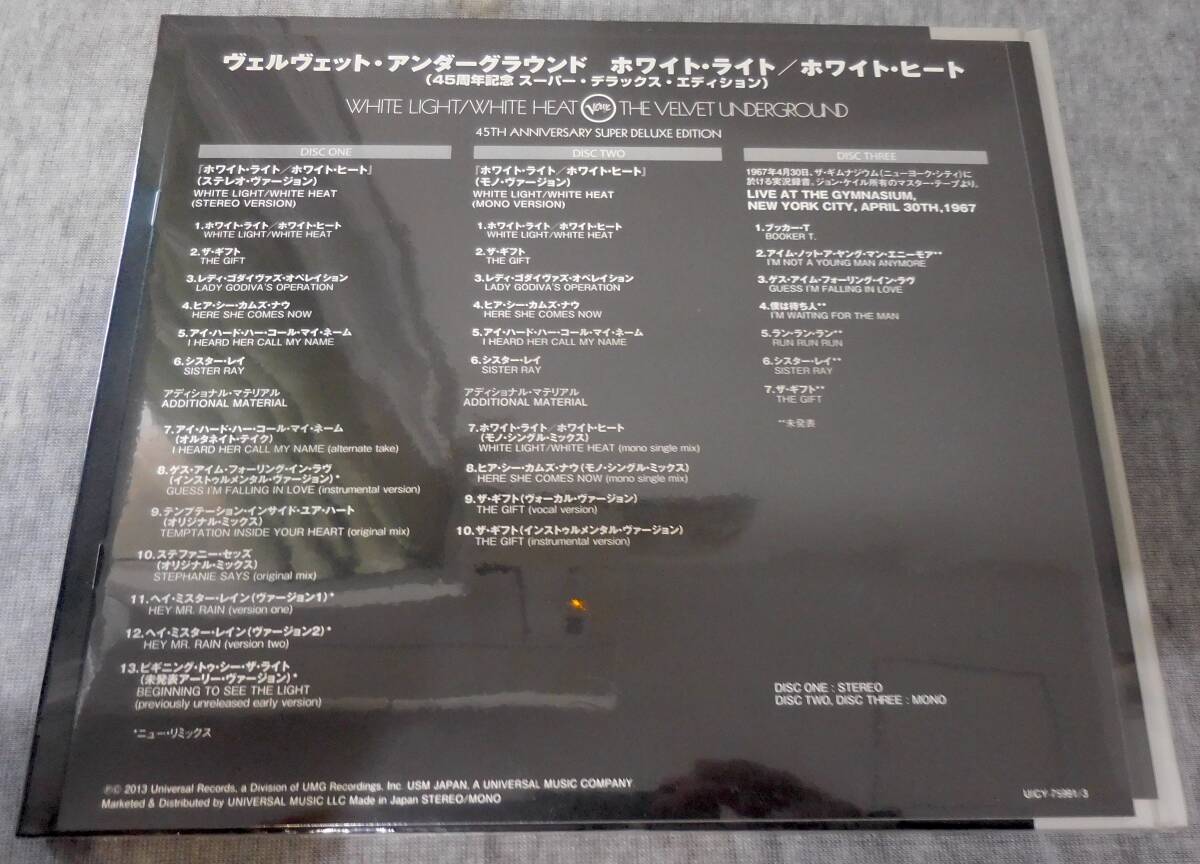 ヴェルヴェット・アンダーグラウンド ホワイト・ライト／ホワイト・ヒート
(45周年記念 スーパー・デラックス・エディション)
WHITE LIGHT/WHITE HEAT Verve THE VELVET UNDERGROUND
45TH ANNIVERSARY SUPER DELUXE EDITION
DISC ONE
『ホワイト・ライト／ホワイト・ヒート』
(ステレオ・ヴァージョン)
WHITE LIGHT/WHITE HEAT
(STEREO VERSION)
1.ホワイト・ライト／ホワイト・ヒート
WHITE LIGHT/WHITE HEAT
2.ザ・ギフト
THE GIFT
3.レディ・ゴダイヴァズ・オペレイション
LADY GODIVA'S OPERATION
4.ヒア・シー・カムズ・ナウ
HERE SHE COMES NOW
5.アイ・ハード・ハー・コール・マイ・ネーム
I HEARD HER CALL MY NAME
6.シスター・レイ
SISTER RAY
アディショナル・マテリアル
ADDITIONAL MATERIAL
7.アイ・ハード・ハー・コール・マイ・ネーム
(オルタネイト・テイク)
I HEARD HER CALL MY NAME (alternate take)
8.ゲス・アイム・フォーリング・イン・ラヴ
(インストゥルメンタル・ヴァージョン)*
GUESS I'M FALLING IN LOVE (instrumental version)
9.テンプテーション・インサイド・ユア・ハート
(オリジナル・ミックス)
TEMPTATION INSIDE YOUR HEART (original mix)
10.ステファニー・セッズ
(オリジナル・ミックス)
STEPHANIE SAYS (original mix)
11.ヘイ・ミスター・レイン(ヴァージョン1)*
HEY MR. RAIN (version one)
12.ヘイ・ミスター・レイン(ヴァージョン2)*
HEY MR. RAIN (version two)
13.ビギニング・トゥ・シー・ザ・ライト
(未発表アーリー・ヴァージョン)*
BEGINNING TO SEE THE LIGHT
(previously unreleased early version)
*ニュー・リミックス
DISC TWO
『ホワイト・ライト／ホワイト・ヒート』
(モノ・ヴァージョン)
WHITE LIGHT/WHITE HEAT
(MONO VERSION)
1.ホワイト・ライト／ホワイト・ヒート
WHITE LIGHT/WHITE HEAT
2.ザ・ギフト
THE GIFT
3.レディ・ゴダイヴァズ・オペレイション
LADY GODIVA'S OPERATION
4.ヒア・シー・カムズ・ナウ
HERE SHE COMES NOW
5.アイ・ハード・ハー・コール・マイ・ネーム
I HEARD HER CALL MY NAME
6.シスター・レイ
SISTER RAY
アディショナル・マテリアル
ADDITIONAL MATERIAL
7.ホワイト・ライト／ホワイト・ヒート
(モノ・シングル・ミックス)
WHITE LIGHT/WHITE HEAT (mono single mix)
8.ヒア・シー・カムズ・ナウ(モノ・シングル・ミックス)
HERE SHE COMES NOW (mono single mix)
9.ザ・ギフト(ヴォーカル・ヴァージョン)
THE GIFT (vocal version)
10.ザ・ギフト(インストゥルメンタル・ヴァージョン)
THE GIFT (instrumental version)
DISC THREE
1967年4月30日、ザ・ギムナジウム(ニューヨーク・シティ)に
於ける実況録音。ジョン・ケイル所有のマスター・テープより。
LIVE AT THE GYMNASIUM,
NEW YORK CITY, APRIL 30TH, 1967
1.ブッカー・T
BOOKER T.
2.アイム・ノット・ア・ヤング・マン・エニーモア**
I'M NOT A YOUNG MAN ANYMORE
3.ゲス・アイム・フォーリング・イン・ラヴ
GUESS I'M FALLING IN LOVE
4.僕は待ち人**
I'M WAITING FOR THE MAN
5.ラン・ラン・ラン**
RUN RUN RUN
6.シスター・レイ**
SISTER RAY
7.ザ・ギフト**
THE GIFT
**未発表
DISC ONE : STEREO
DISC TWO, DISC THREE : MONO
℗© 2013 Universal Records, a Division of UMG Recordings, Inc. USM JAPAN, A UNIVERSAL MUSIC COMPANY
Marketed & Distributed by UNIVERSAL MUSIC LLC Made in Japan STEREO/MONO
UICY-75981/3